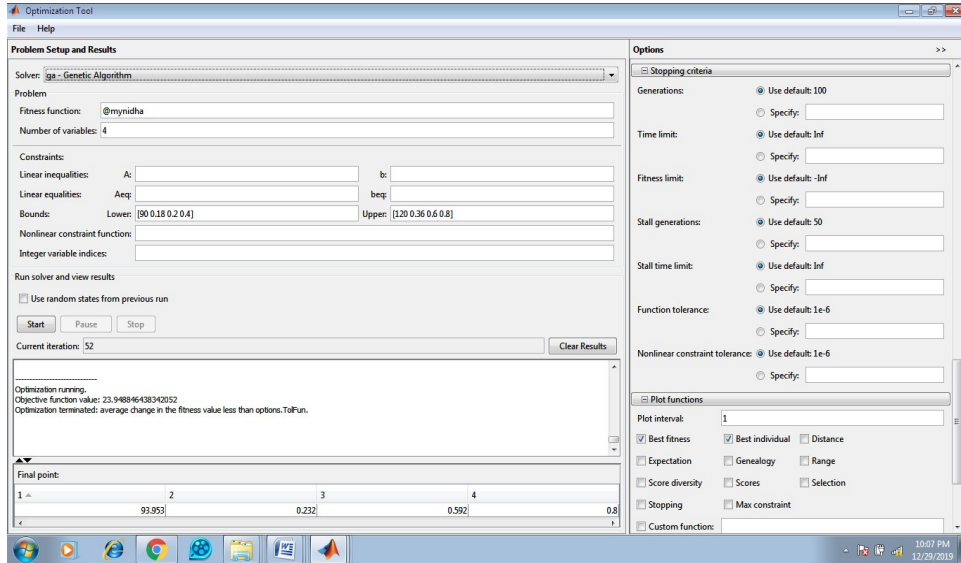 Optimization Tool
File Help
Problem Setup and Results
Solver: ga - Genetic Algorithm
Problem
Fitness function: @mynidha
Number of variables: 4
Constraints:
Linear inequalities: A: b:
Linear equalities: Aeq: beq:
Bounds: Lower: [90 0.18 0.2 0.4] Upper: [120 0.36 0.6 0.8]
Nonlinear constraint function:
Integer variable indices:
Run solver and view results
Use random states from previous run
Start Pause Stop
Current iteration: 52 Clear Results
Optimization running.
Objective function value: 23.948846438342052
Optimization terminated: average change in the fitness value less than options.TolFun.
Final point:
1 2 3 4
93.953 0.232 0.592 0.8
Options >>
Stopping criteria
Generations: Use default: 100
Specify:
Time limit: Use default: Inf
Specify:
Fitness limit: Use default: -Inf
Specify:
Stall generations: Use default: 50
Specify:
Stall time limit: Use default: Inf
Specify:
Function tolerance: Use default: 1e-6
Specify:
Nonlinear constraint tolerance: Use default: 1e-6
Specify:
Plot functions
Plot interval: 1
Best fitness Best individual Distance
Expectation Genealogy Range
Score diversity Scores Selection
Stopping Max constraint
Custom function:
10:07 PM
12/29/2019